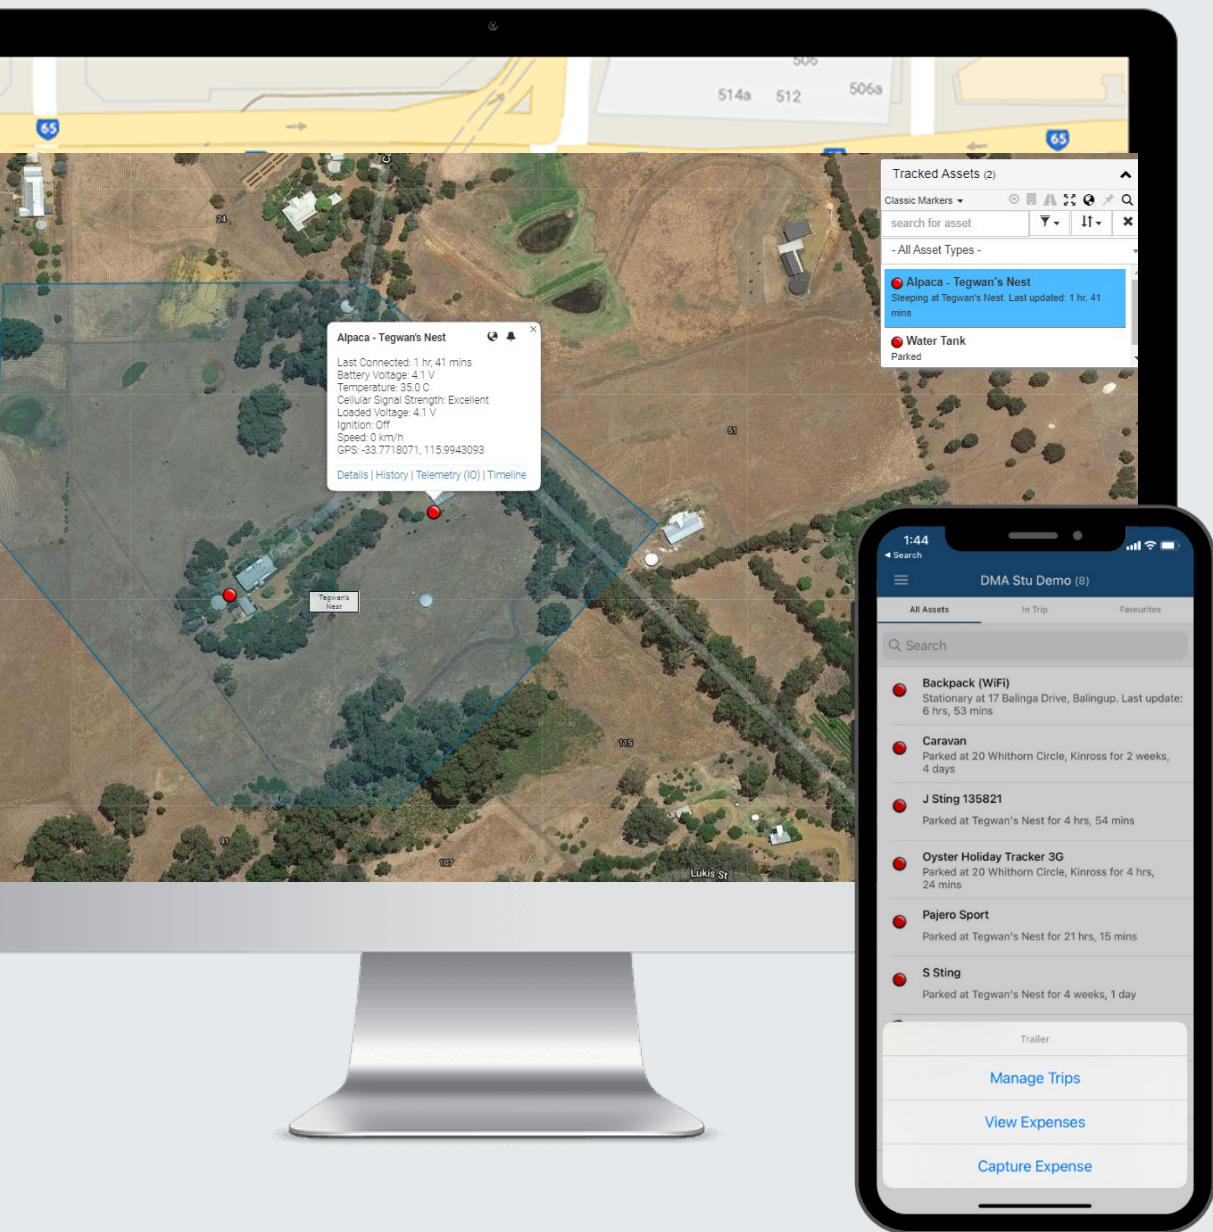 506
514a 512 506a
65
65
24
51
115
91
107
Lukis St
Tegwan's
Nest
Tracked Assets (2)
Classic Markers
search for asset
- All Asset Types -
Alpaca - Tegwan's Nest
Sleeping at Tegwan's Nest. Last updated: 1 hr, 41
mins
Water Tank
Parked
Alpaca - Tegwan's Nest
Last Connected: 1 hr, 41 mins
Battery Voltage: 4.1 V
Temperature: 35.0 C
Cellular Signal Strength: Excellent
Loaded Voltage: 4.1 V
Ignition: Off
Speed: 0 km/h
GPS: -33.7718071, 115.9943093
Details | History | Telemetry (IO) | Timeline
1:44
Search
DMA Stu Demo (8)
All Assets In Trip Favourites
Search
Backpack (WiFi)
Stationary at 17 Balinga Drive, Balingup. Last update:
6 hrs, 53 mins
Caravan
Parked at 20 Whithorn Circle, Kinross for 2 weeks,
4 days
J Sting 135821
Parked at Tegwan's Nest for 4 hrs, 54 mins
Oyster Holiday Tracker 3G
Parked at 20 Whithorn Circle, Kinross for 4 hrs,
24 mins
Pajero Sport
Parked at Tegwan's Nest for 21 hrs, 15 mins
S Sting
Parked at Tegwan's Nest for 4 weeks, 1 day
Trailer
Manage Trips
View Expenses
Capture Expense